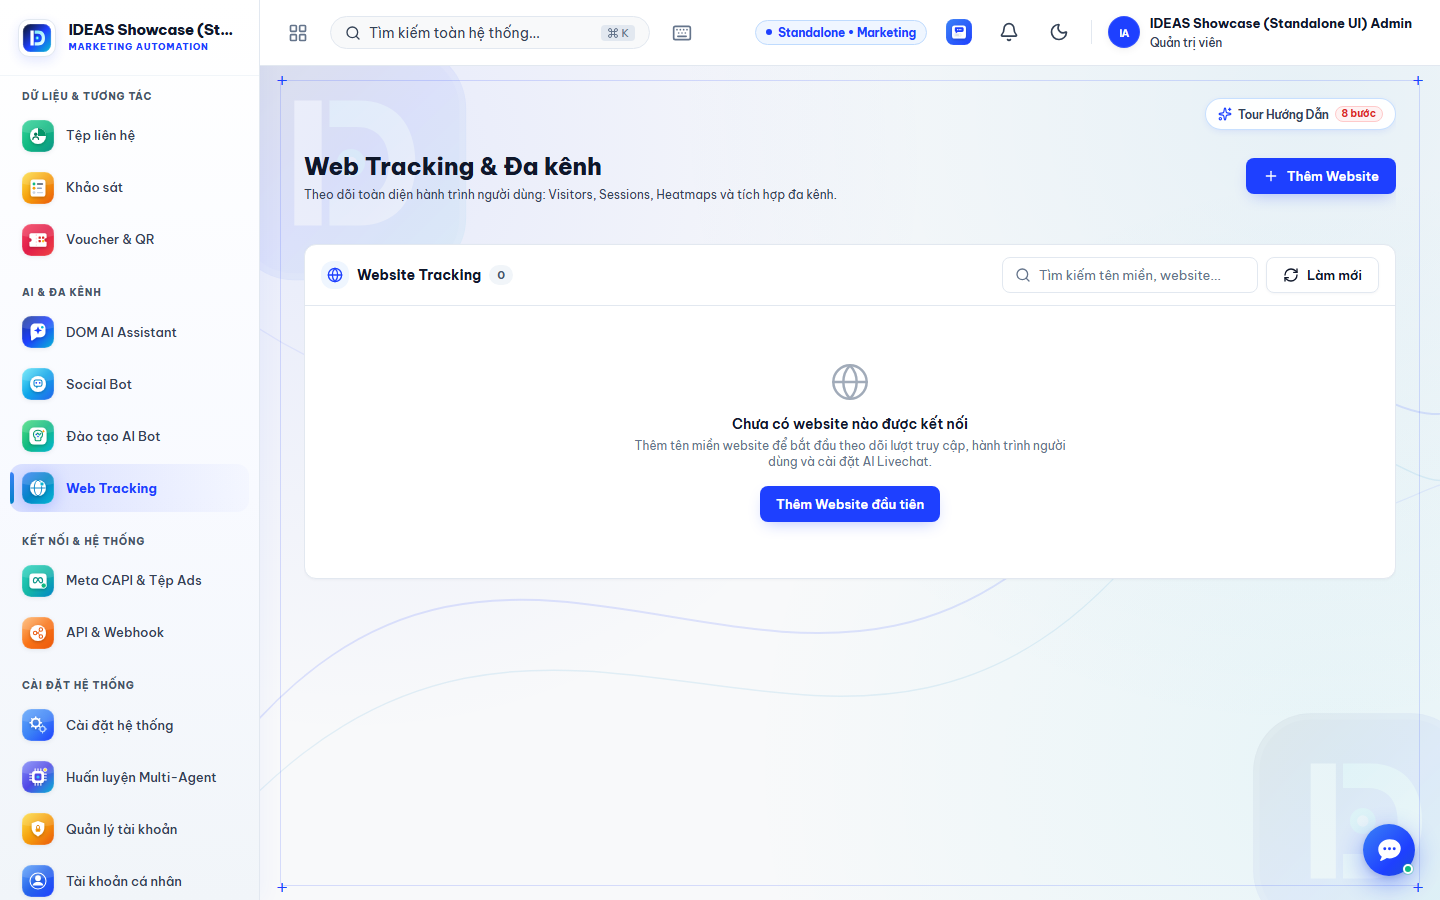 IDEAS Showcase (St...
MARKETING AUTOMATION
DỮ LIỆU & TƯƠNG TÁC
Tệp liên hệ
Khảo sát
Voucher & QR
AI & ĐA KÊNH
DOM AI Assistant
Social Bot
Đào tạo AI Bot
Web Tracking
KẾT NỐI & HỆ THỐNG
Meta CAPI & Tệp Ads
API & Webhook
CÀI ĐẶT HỆ THỐNG
Cài đặt hệ thống
Huấn luyện Multi-Agent
Quản lý tài khoản
Tài khoản cá nhân
Tìm kiếm toàn hệ thống...
⌘ K
Standalone • Marketing
IA
IDEAS Showcase (Standalone UI) Admin
Quản trị viên
Tour Hướng Dẫn
8 bước
Web Tracking & Đa kênh
Theo dõi toàn diện hành trình người dùng: Visitors, Sessions, Heatmaps và tích hợp đa kênh.
Thêm Website
Website Tracking
0
Tìm kiếm tên miền, website...
Làm mới
Chưa có website nào được kết nối
Thêm tên miền website để bắt đầu theo dõi lượt truy cập, hành trình người
dùng và cài đặt AI Livechat.
Thêm Website đầu tiên